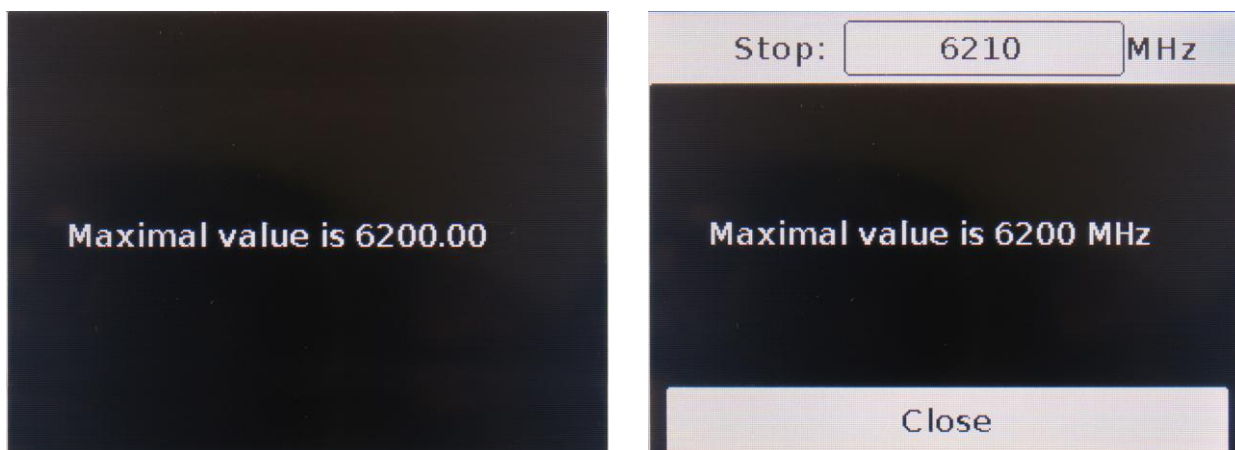 Maximal value is 6200.00
Stop: 6210 MHz
Maximal value is 6200 MHz
Close